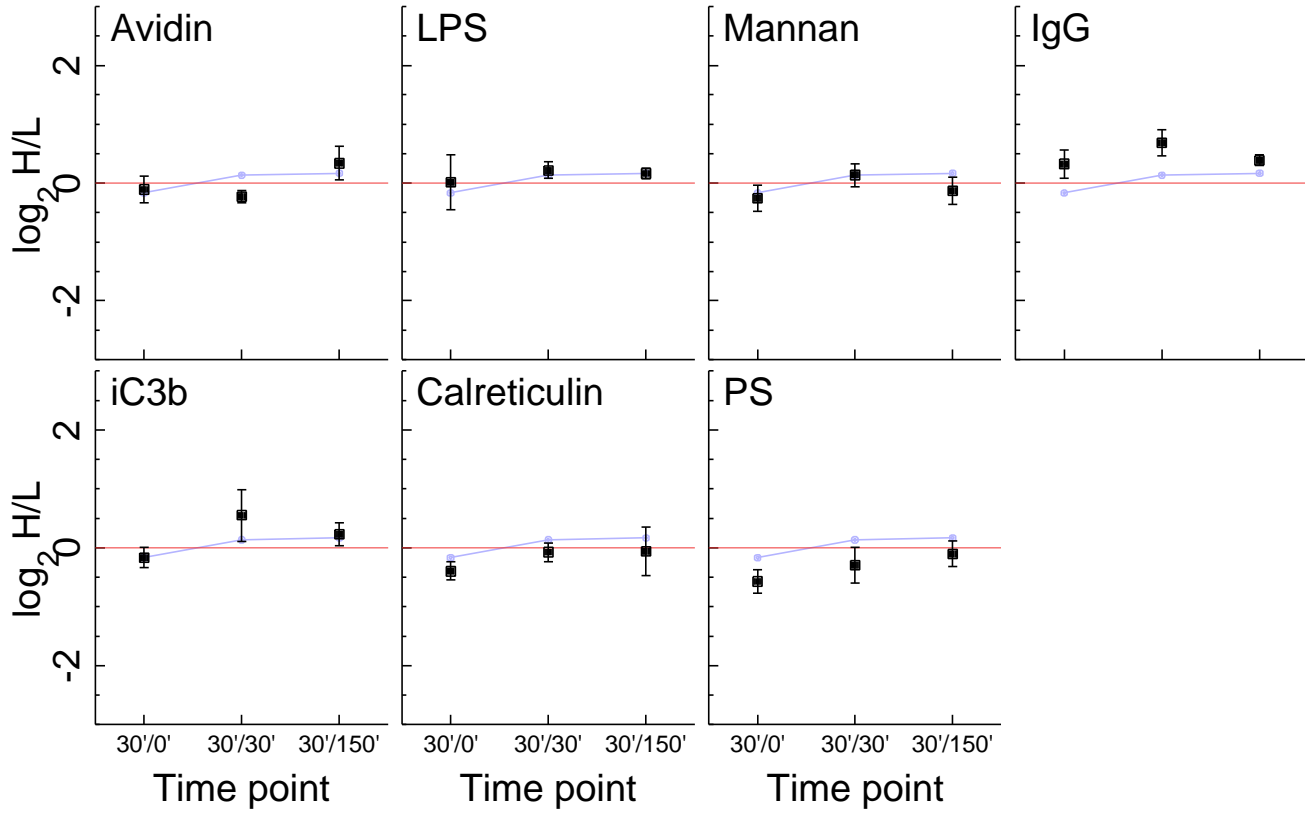 Avidin
LPS
Mannan
IgG
log2 H/L
2
0
-2
iC3b
Calreticulin
PS
log2 H/L
2
0
-2
30'/0' 30'/30' 30'/150'
30'/0' 30'/30' 30'/150'
30'/0' 30'/30' 30'/150'
Time point
Time point
Time point